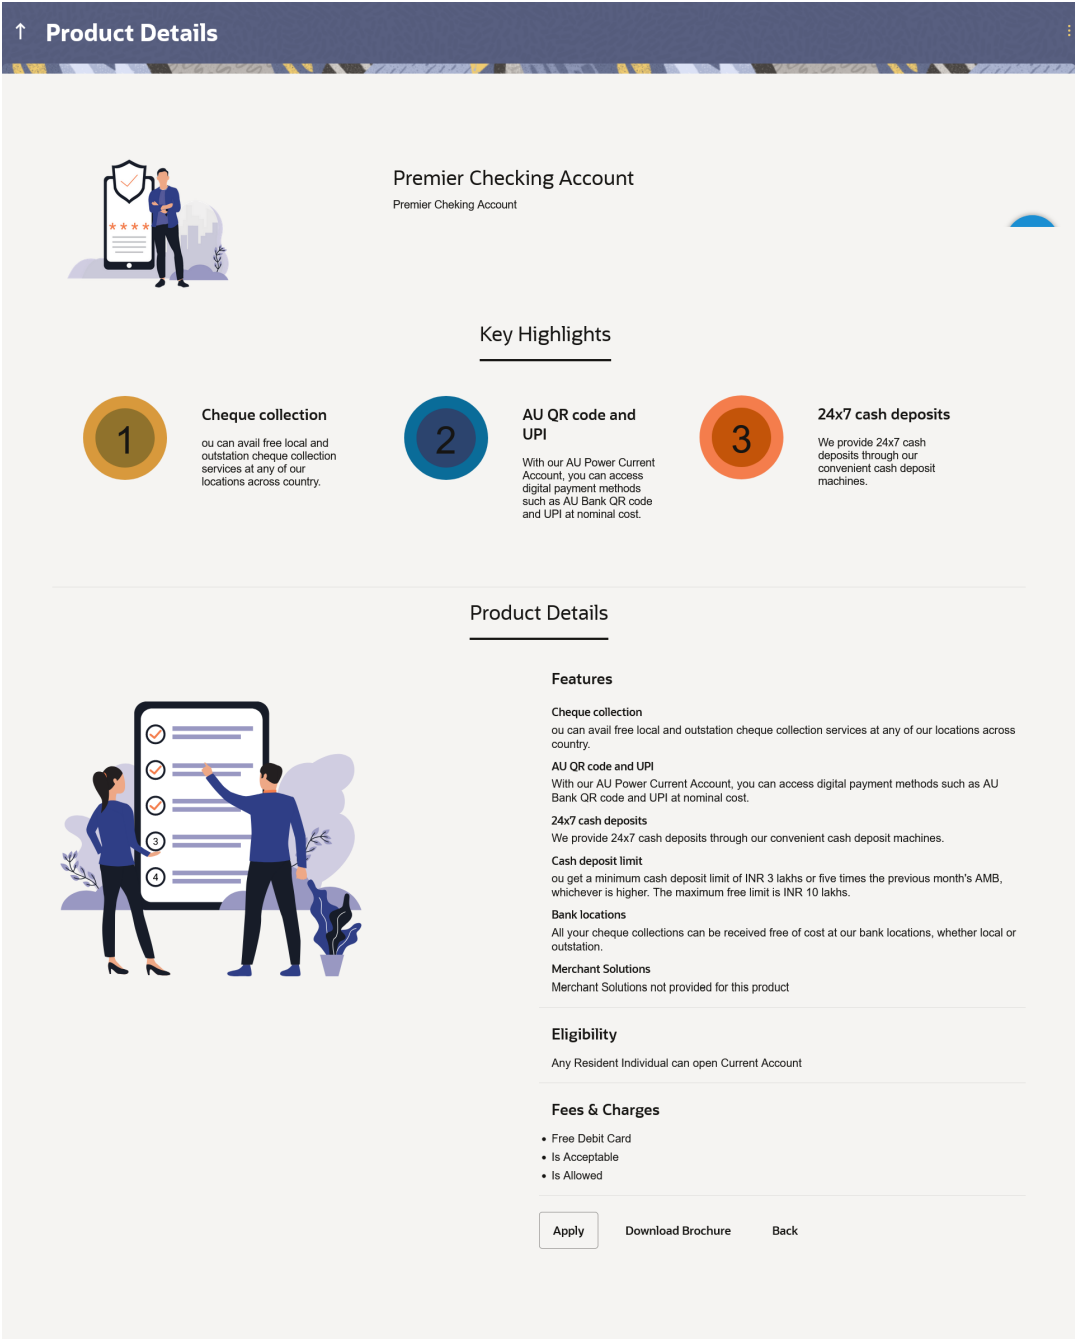 Product Details
Premier Checking Account
Premier Cheking Account
Key Highlights
1
Cheque collection
ou can avail free local and
outstation cheque collection
services at any of our
locations across country.
2
AU QR code and
UPI
With our AU Power Current
Account, you can access
digital payment methods
such as AU Bank QR code
and UPI at nominal cost.
3
24x7 cash deposits
We provide 24x7 cash
deposits through our
convenient cash deposit
machines.
Product Details
3
4
Features
Cheque collection
ou can avail free local and outstation cheque collection services at any of our locations across
country.
AU QR code and UPI
With our AU Power Current Account, you can access digital payment methods such as AU
Bank QR code and UPI at nominal cost.
24x7 cash deposits
We provide 24x7 cash deposits through our convenient cash deposit machines.
Cash deposit limit
ou get a minimum cash deposit limit of INR 3 lakhs or five times the previous month's AMB,
whichever is higher. The maximum free limit is INR 10 lakhs.
Bank locations
All your cheque collections can be received free of cost at our bank locations, whether local or
outstation.
Merchant Solutions
Merchant Solutions not provided for this product
Eligibility
Any Resident Individual can open Current Account
Fees & Charges
• Free Debit Card
• Is Acceptable
• Is Allowed
Apply Download Brochure Back